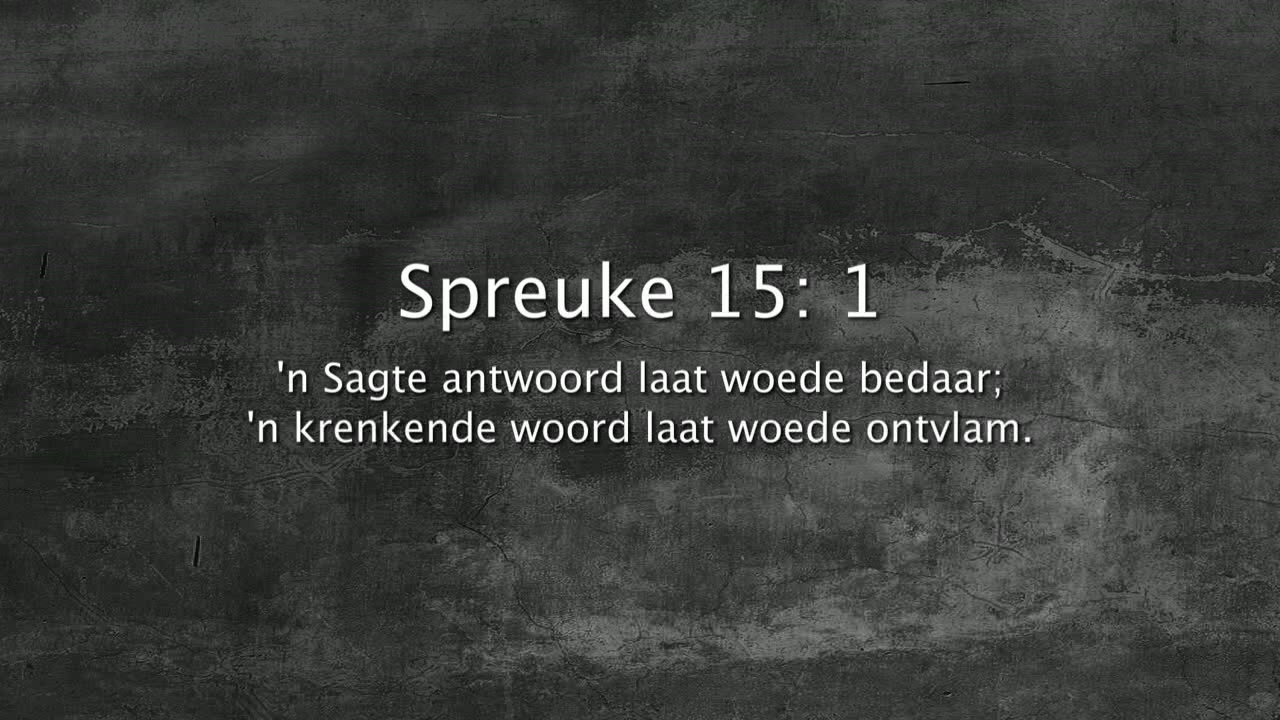 Spreuke 15: 1
'n Sagte antwoord laat woede bedaar;
'n krenkende woord laat woede ontvlam.